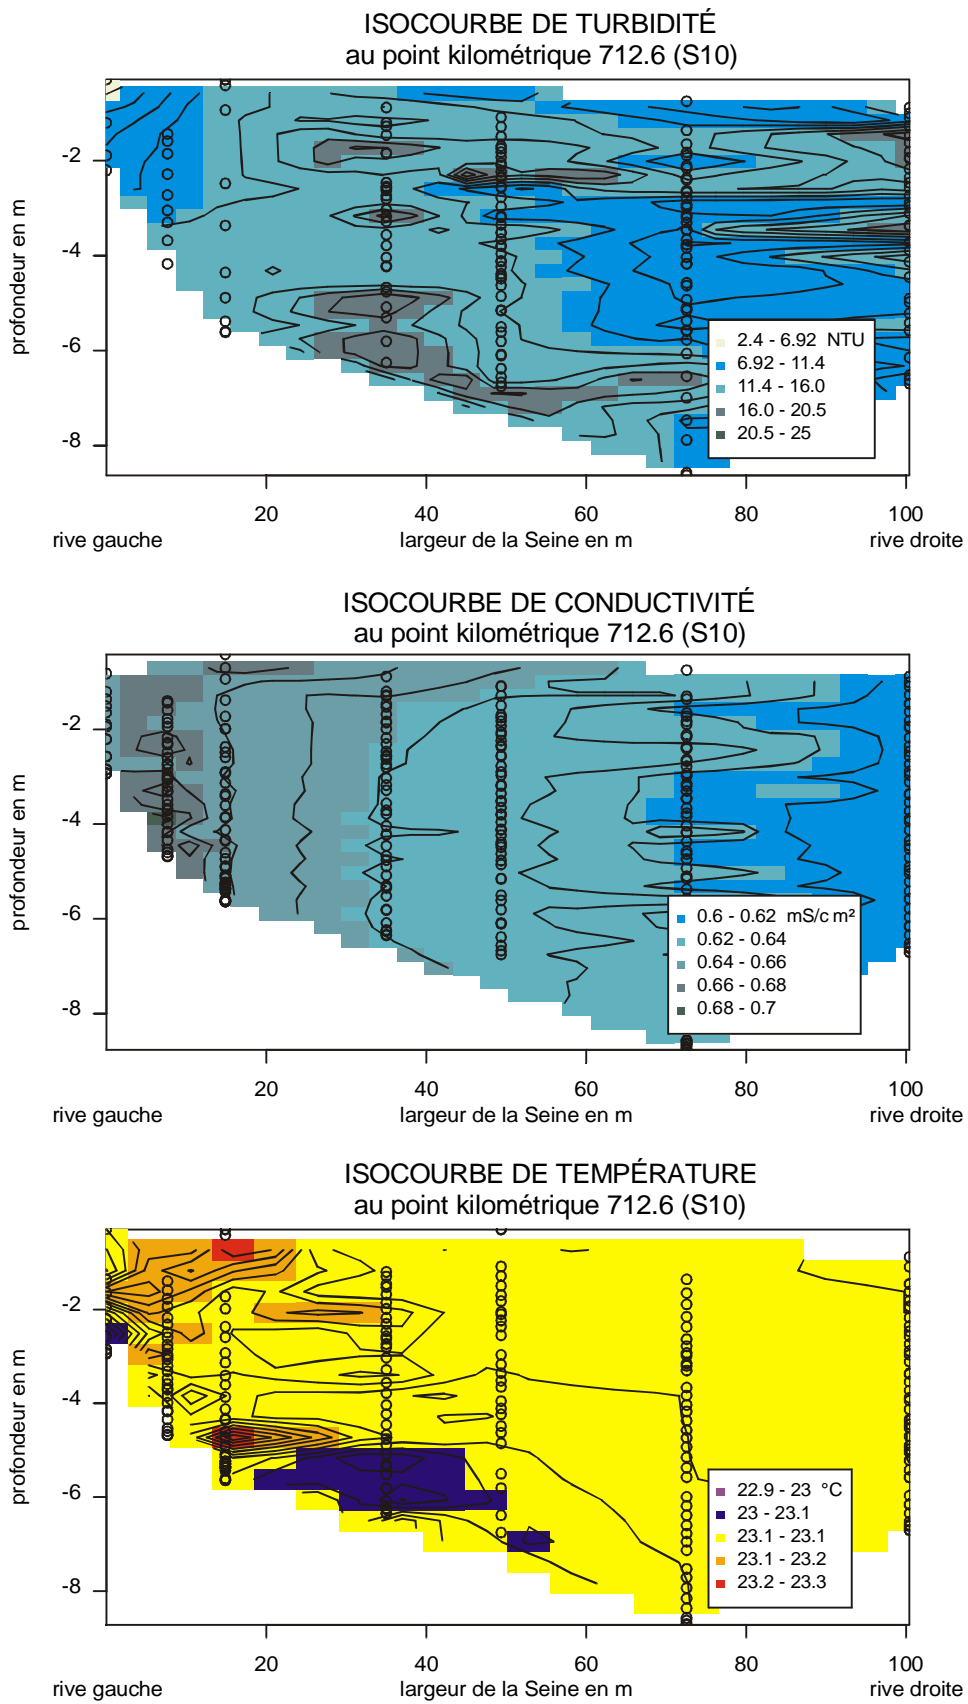 ISOCOURBE DE TURBIDITÉ
au point kilométrique 712.6 (S10)
profondeur en m
-2
-4
-6
-8
2.4 - 6.92 NTU
6.92 - 11.4
11.4 - 16.0
16.0 - 20.5
20.5 - 25
20
40
60
80
100
rive gauche
largeur de la Seine en m
rive droite
ISOCOURBE DE CONDUCTIVITÉ
au point kilométrique 712.6 (S10)
profondeur en m
-2
-4
-6
-8
0.6 - 0.62 mS/c m²
0.62 - 0.64
0.64 - 0.66
0.66 - 0.68
0.68 - 0.7
20
40
60
80
100
rive gauche
largeur de la Seine en m
rive droite
ISOCOURBE DE TEMPÉRATURE
au point kilométrique 712.6 (S10)
profondeur en m
-2
-4
-6
-8
22.9 - 23 °C
23 - 23.1
23.1 - 23.1
23.1 - 23.2
23.2 - 23.3
20
40
60
80
100
rive gauche
largeur de la Seine en m
rive droite